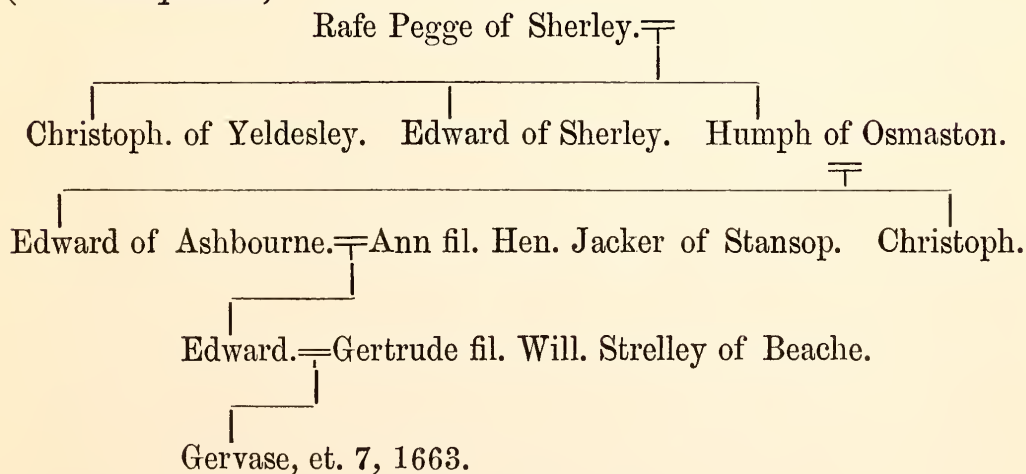 Rafe Pegge of Sherley.
Christoph. of Yeldesley. Edward of Sherley. Humph of Osmaston.
Edward of Ashbourne.=Ann fil. Hen. Jacker of Stansop. Christoph.
Edward.=Gertrude fil. Will. Strelley of Beache.
Gervase, et. 7, 1663.